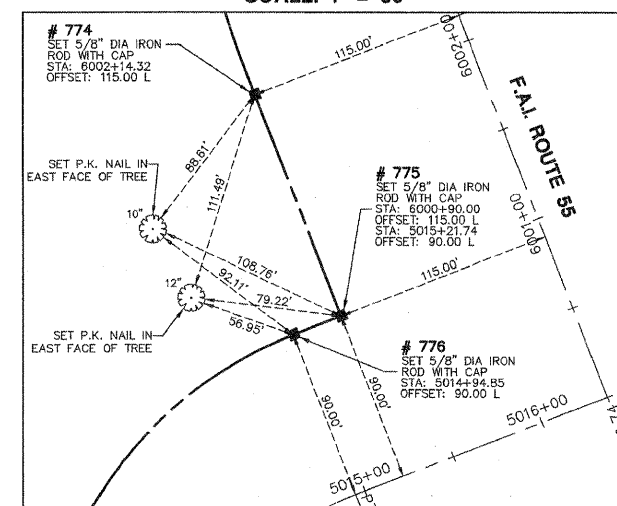 # 774
SET 5/8" DIA IRON
ROD WITH CAP
STA: 6002+14.32
OFFSET: 115.00 L
115.00'
6002+00
F.A.I. ROUTE 55
88.61'
111.49'
SET P.K. NAIL IN
EAST FACE OF TREE
10"
# 775
SET 5/8" DIA IRON
ROD WITH CAP
STA: 6000+90.00
OFFSET: 115.00 L
STA: 5015+21.74
OFFSET: 90.00 L
6001+00
108.76'
92.11'
115.00'
12"
79.22'
56.95'
SET P.K. NAIL IN
EAST FACE OF TREE
# 776
SET 5/8" DIA IRON
ROD WITH CAP
STA: 5014+94.85
OFFSET: 90.00 L
90.00'
90.00'
5016+00
5015+00